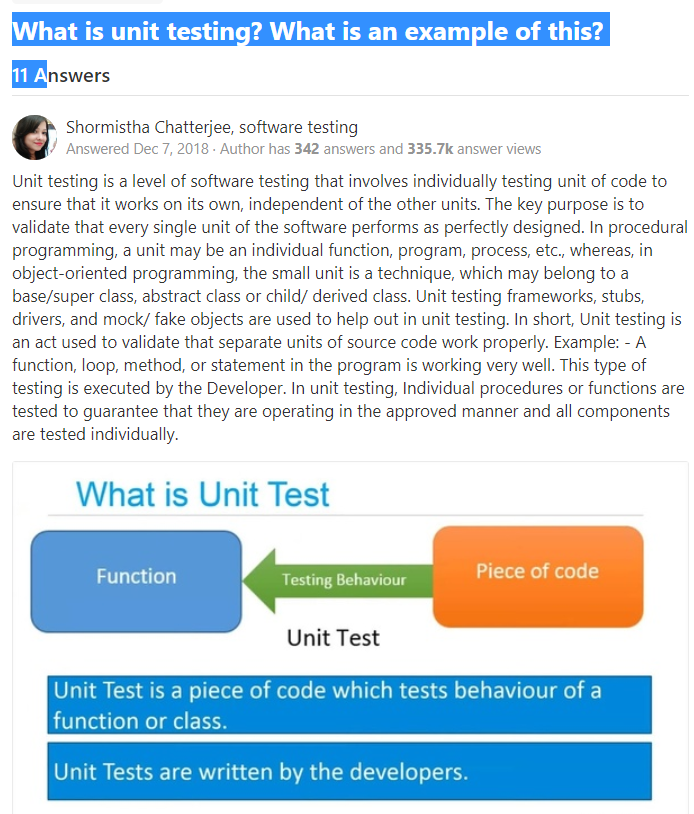 What is unit testing? What is an example of this?
11 Answers
Shormistha Chatterjee, software testing
Answered Dec 7, 2018 · Author has 342 answers and 335.7k answer views
Unit testing is a level of software testing that involves individually testing unit of code to
ensure that it works on its own, independent of the other units. The key purpose is to
validate that every single unit of the software performs as perfectly designed. In procedural
programming, a unit may be an individual function, program, process, etc., whereas, in
object-oriented programming, the small unit is a technique, which may belong to a
base/super class, abstract class or child/ derived class. Unit testing frameworks, stubs,
drivers, and mock/ fake objects are used to help out in unit testing. In short, Unit testing is
an act used to validate that separate units of source code work properly. Example: - A
function, loop, method, or statement in the program is working very well. This type of
testing is executed by the Developer. In unit testing, Individual procedures or functions are
tested to guarantee that they are operating in the approved manner and all components
are tested individually.
What is Unit Test
Function
Testing Behaviour
Piece of code
Unit Test
Unit Test is a piece of code which tests behaviour of a
function or class.
Unit Tests are written by the developers.